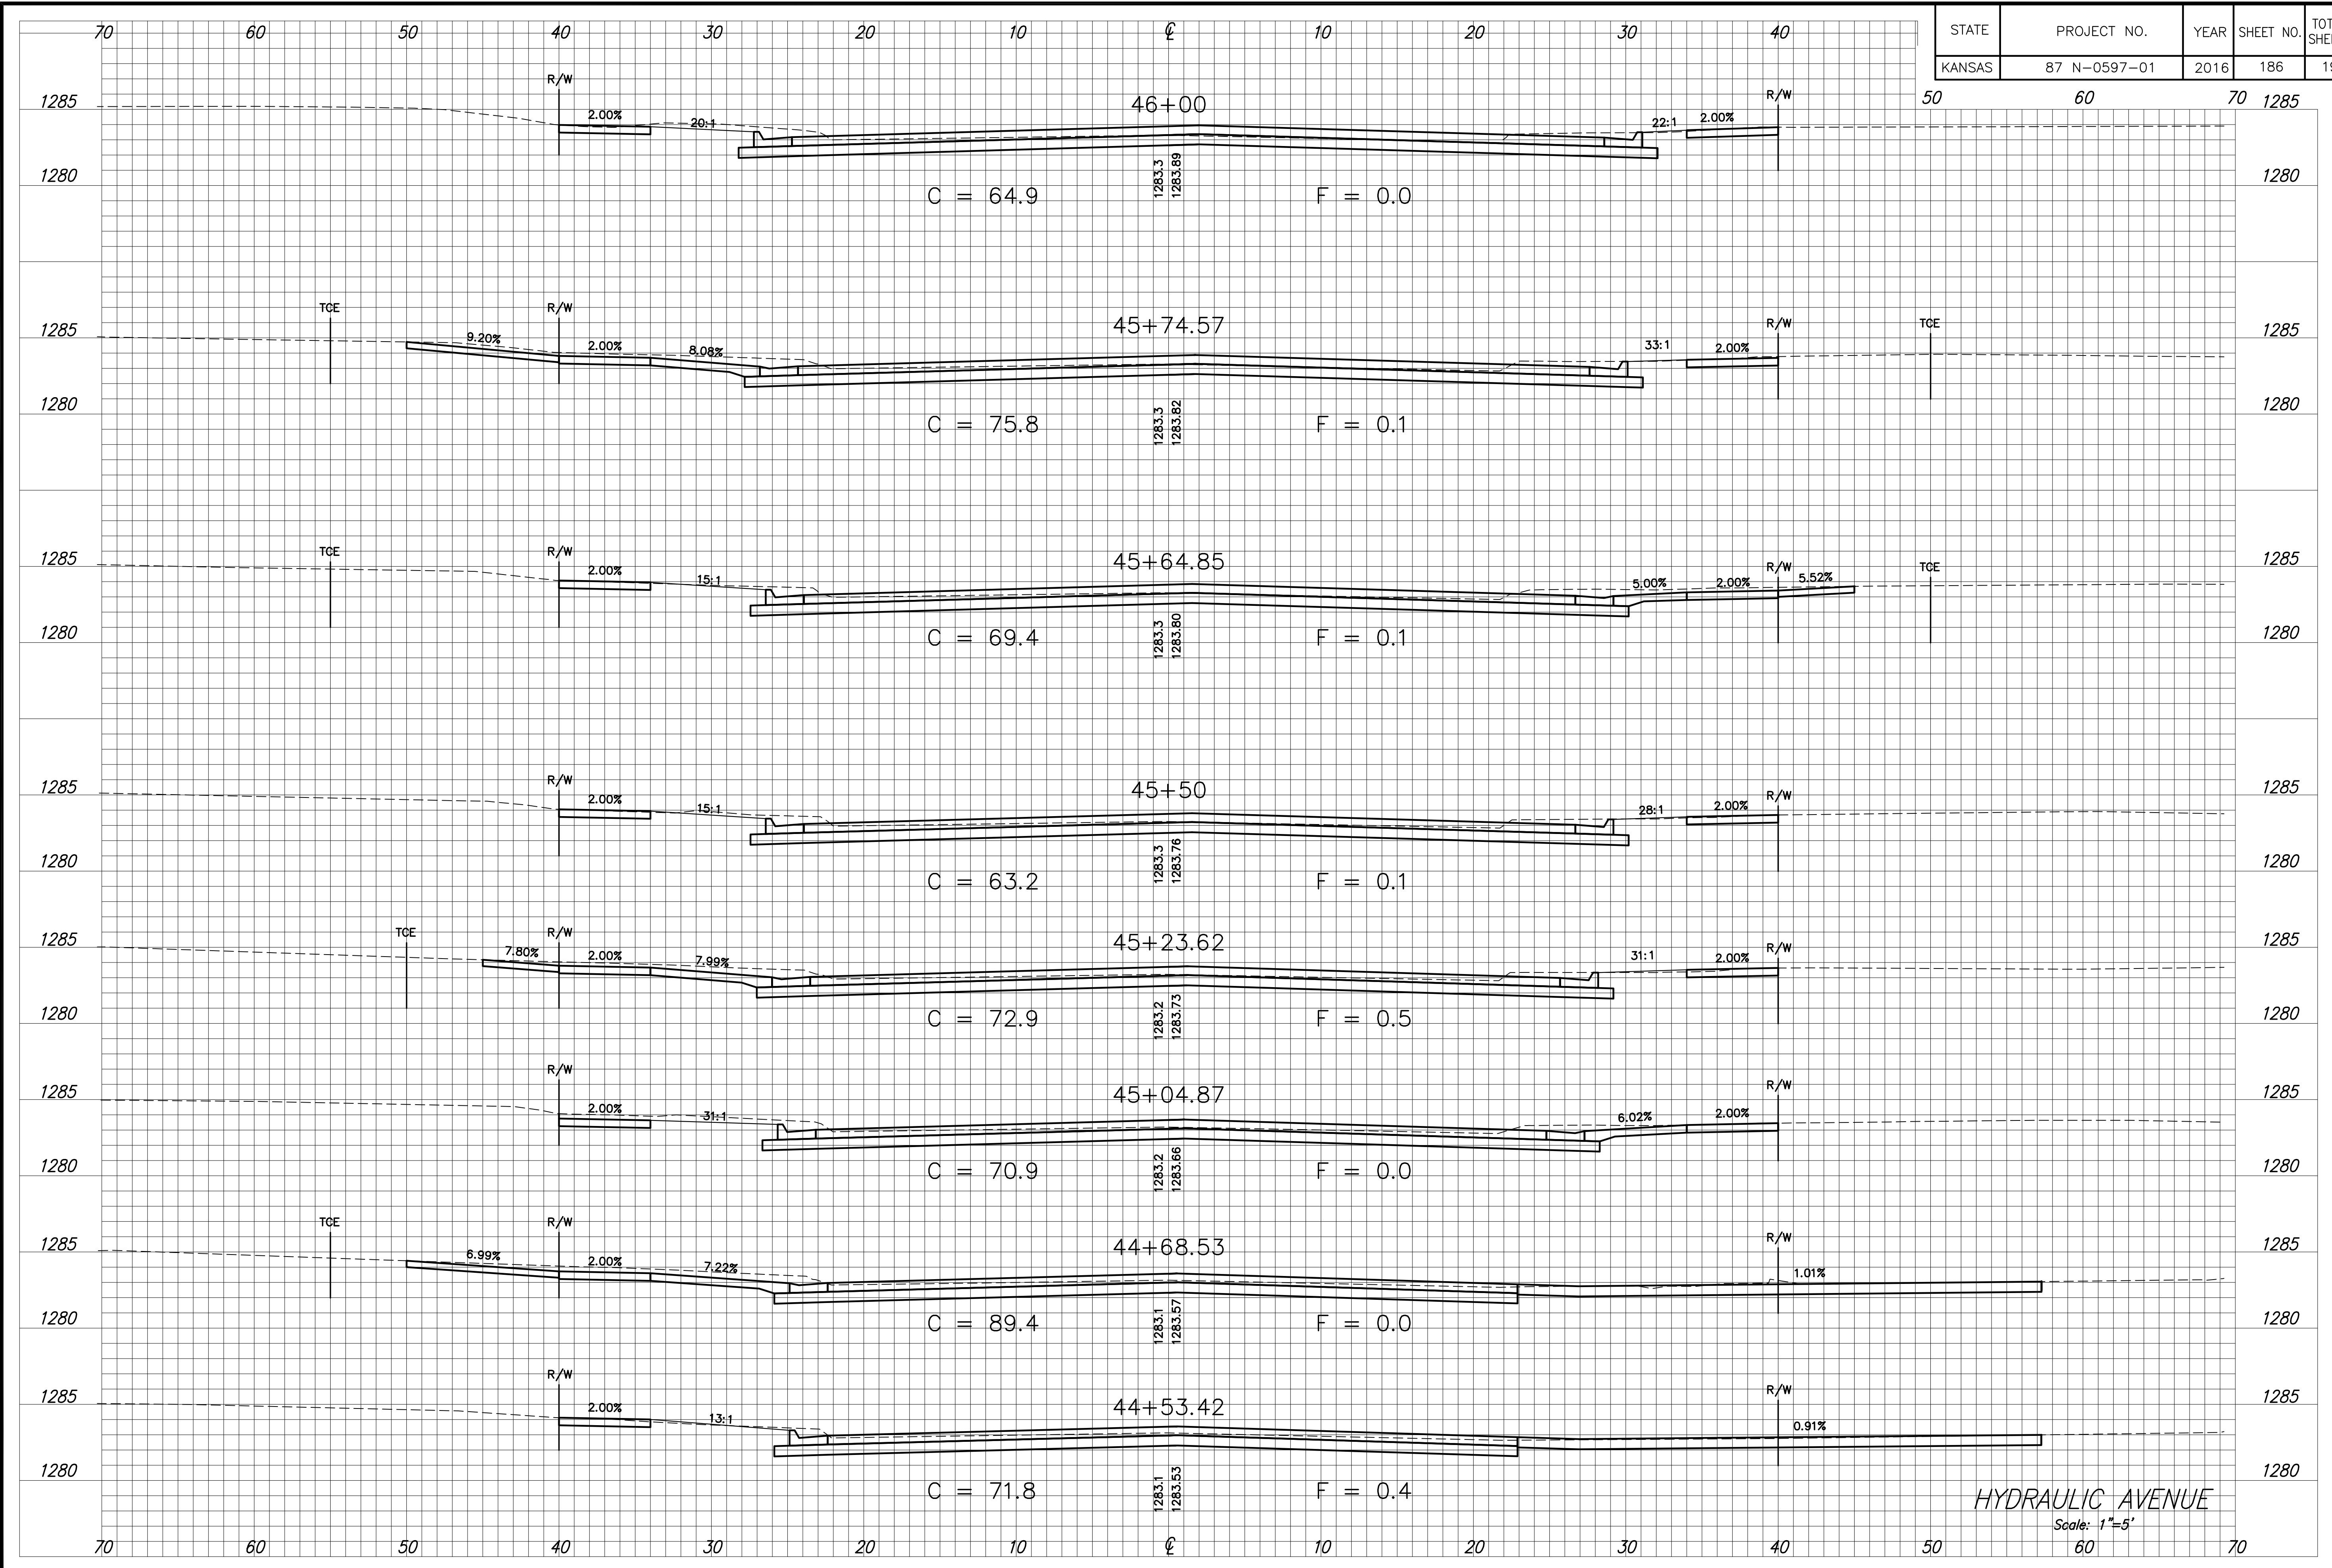 STATE PROJECT NO. YEAR SHEET NO.
KANSAS 87 N-0597-01 2016 186
70 60 50 40 30 20 10 ℄ 10 20 30 40
50 60 70
R/W R/W
1285 2.00% 20:1 46+00 22:1 2.00% 1285
1280 1283.3 1283.89 1280
C = 64.9 F = 0.0
TCE R/W R/W TCE
1285 9.20% 2.00% 8.08% 45+74.57 33:1 2.00% 1285
1280 1283.3 1283.82 1280
C = 75.8 F = 0.1
TCE R/W R/W TCE
1285 2.00% 15:1 45+64.85 5.00% 2.00% 5.52% 1285
1280 C = 69.4 1283.3 1283.80 F = 0.1 1280
R/W R/W
1285 2.00% 15:1 45+50 28:1 2.00% 1285
1280 1283.3 1283.76 1280
C = 63.2 F = 0.1
TCE R/W R/W
1285 7.80% 2.00% 7.99% 45+23.62 31:1 2.00% 1285
1280 C = 72.9 1283.2 1283.73 F = 0.5 1280
R/W R/W
1285 2.00% 31:1 45+04.87 6.02% 2.00% 1285
1280 C = 70.9 1283.2 1283.66 F = 0.0 1280
TCE R/W R/W
1285 6.99% 2.00% 7.22% 44+68.53 1.01% 1285
1280 C = 89.4 1283.1 1283.57 F = 0.0 1280
R/W R/W
1285 2.00% 13:1 44+53.42 0.91% 1285
1280 1283.1 1283.53 1280
C = 71.8 F = 0.4
HYDRAULIC AVENUE
Scale: 1"=5'
70 60 50 40 30 20 10 ℄ 10 20 30 40 50 60 70